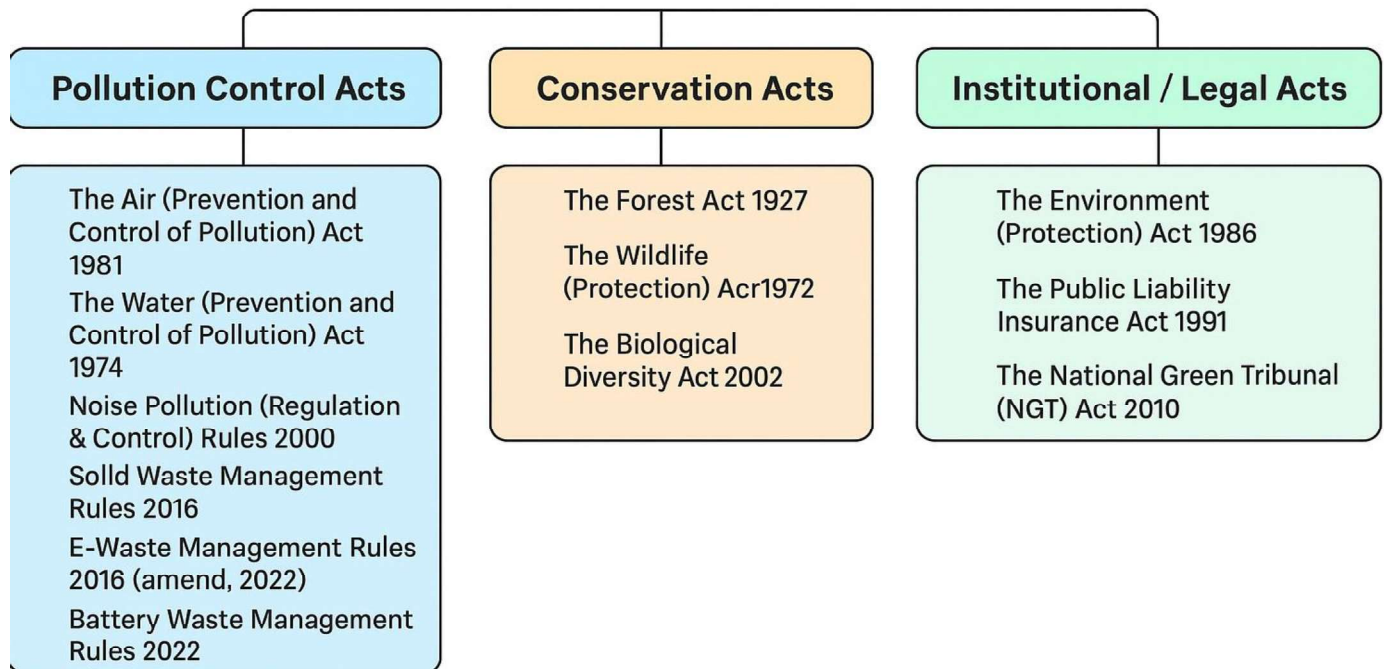 Pollution Control Acts
The Air (Prevention and
Control of Pollution) Act
1981
The Water (Prevention and
Control of Pollution) Act
1974
Noise Pollution (Regulation
& Control) Rules 2000
Solld Waste Management
Rules 2016
E-Waste Management Rules
2016 (amend, 2022)
Battery Waste Management
Rules 2022
Conservation Acts
The Forest Act 1927
The Wildlife
(Protection) Acr1972
The Biological
Diversity Act 2002
Institutional / Legal Acts
The Environment
(Protection) Act 1986
The Public Liability
Insurance Act 1991
The National Green Tribunal
(NGT) Act 2010